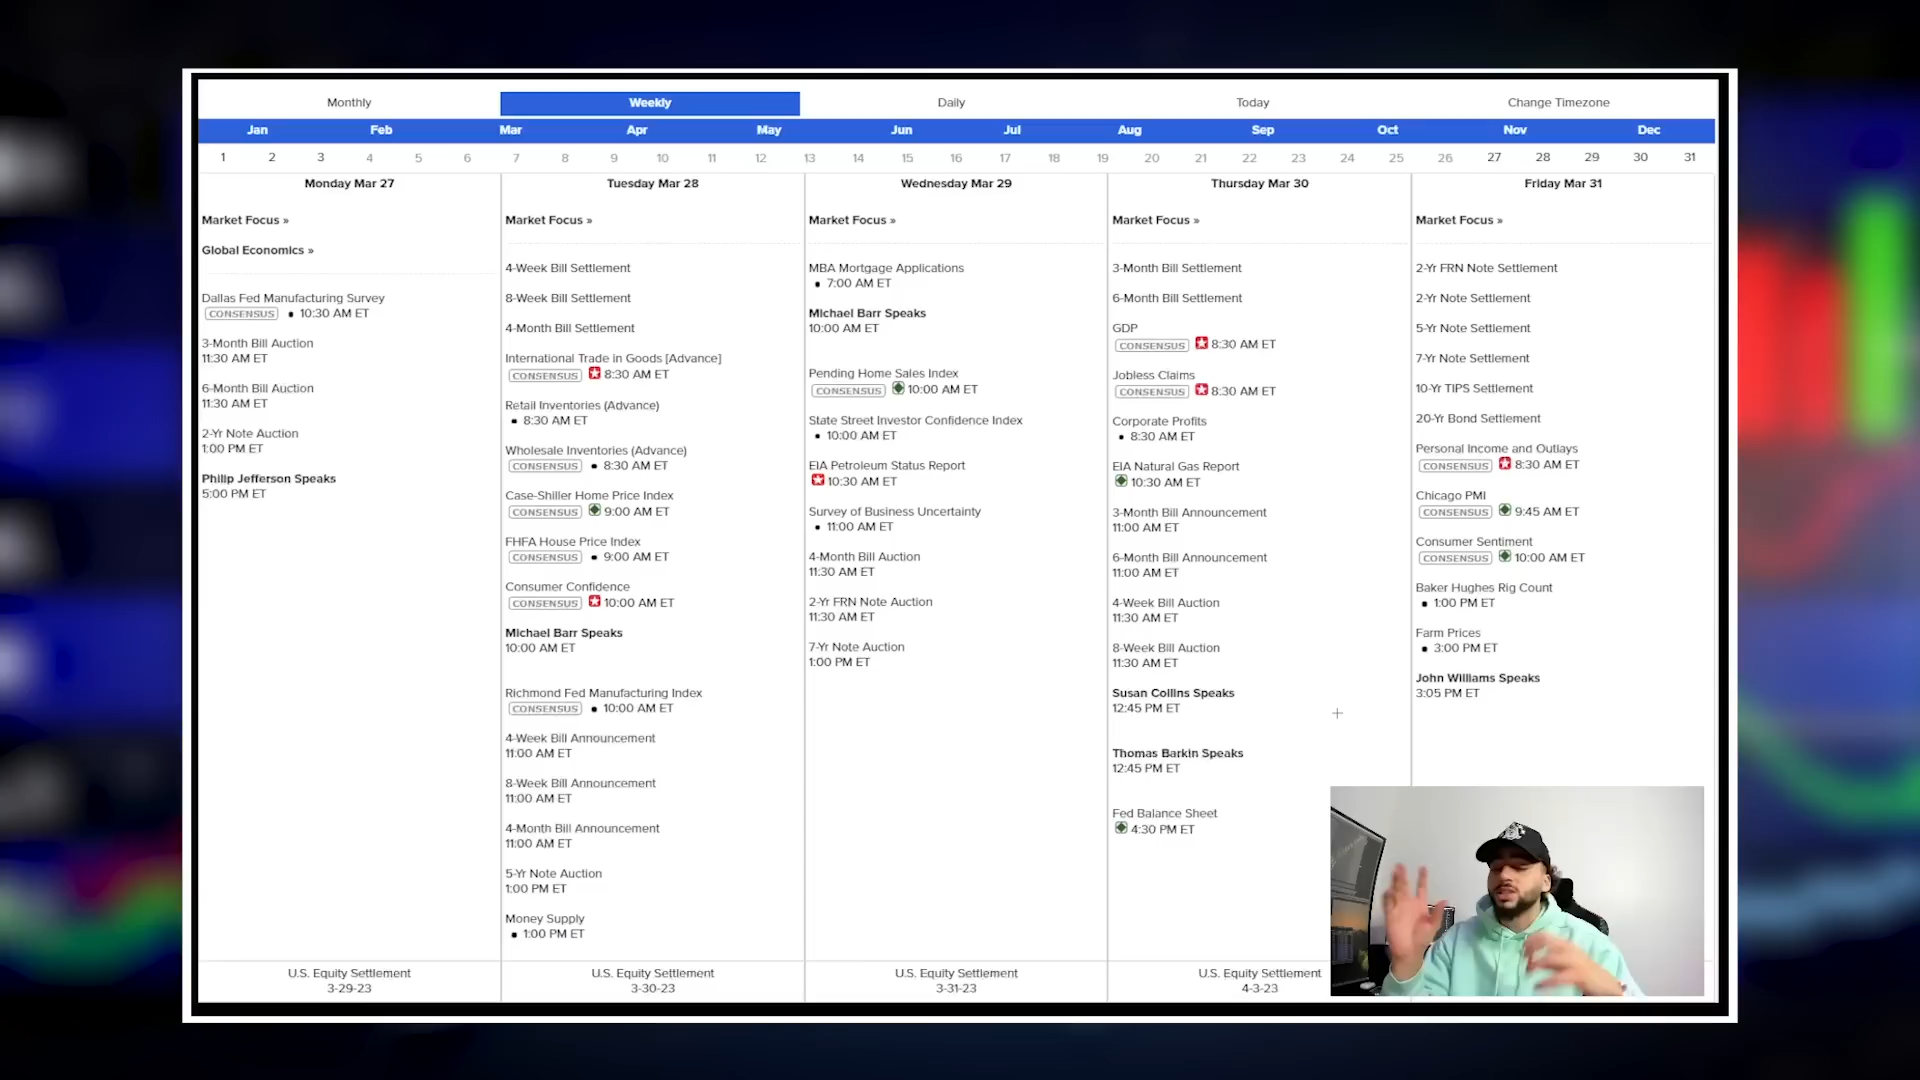 Monthly Weekly Daily Today Change Timezone
Jan Feb Mar Apr May Jun Jul Aug Sep Oct Nov Dec
1 2 3 4 5 6 7 8 9 10 11 12 13 14 15 16 17 18 19 20 21 22 23 24 25 26 27 28 29 30 31
Monday Mar 27
Market Focus »
Global Economics »
Dallas Fed Manufacturing Survey
CONSENSUS • 10:30 AM ET
3-Month Bill Auction
11:30 AM ET
6-Month Bill Auction
11:30 AM ET
2-Yr Note Auction
1:00 PM ET
Philip Jefferson Speaks
5:00 PM ET
U.S. Equity Settlement
3-29-23
Tuesday Mar 28
Market Focus »
4-Week Bill Settlement
8-Week Bill Settlement
4-Month Bill Settlement
International Trade in Goods [Advance]
CONSENSUS 8:30 AM ET
Retail Inventories (Advance)
• 8:30 AM ET
Wholesale Inventories (Advance)
CONSENSUS • 8:30 AM ET
Case-Shiller Home Price Index
CONSENSUS 9:00 AM ET
FHFA House Price Index
CONSENSUS • 9:00 AM ET
Consumer Confidence
CONSENSUS 10:00 AM ET
Michael Barr Speaks
10:00 AM ET
Richmond Fed Manufacturing Index
CONSENSUS • 10:00 AM ET
4-Week Bill Announcement
11:00 AM ET
8-Week Bill Announcement
11:00 AM ET
4-Month Bill Announcement
11:00 AM ET
5-Yr Note Auction
1:00 PM ET
Money Supply
• 1:00 PM ET
U.S. Equity Settlement
3-30-23
Wednesday Mar 29
Market Focus »
MBA Mortgage Applications
• 7:00 AM ET
Michael Barr Speaks
10:00 AM ET
Pending Home Sales Index
CONSENSUS 10:00 AM ET
State Street Investor Confidence Index
• 10:00 AM ET
EIA Petroleum Status Report
10:30 AM ET
Survey of Business Uncertainty
• 11:00 AM ET
4-Month Bill Auction
11:30 AM ET
2-Yr FRN Note Auction
11:30 AM ET
7-Yr Note Auction
1:00 PM ET
U.S. Equity Settlement
3-31-23
Thursday Mar 30
Market Focus »
3-Month Bill Settlement
6-Month Bill Settlement
GDP
CONSENSUS 8:30 AM ET
Jobless Claims
CONSENSUS 8:30 AM ET
Corporate Profits
• 8:30 AM ET
EIA Natural Gas Report
10:30 AM ET
3-Month Bill Announcement
11:00 AM ET
6-Month Bill Announcement
11:00 AM ET
4-Week Bill Auction
11:30 AM ET
8-Week Bill Auction
11:30 AM ET
Susan Collins Speaks
12:45 PM ET
Thomas Barkin Speaks
12:45 PM ET
Fed Balance Sheet
4:30 PM ET
U.S. Equity Settlement
4-3-23
Friday Mar 31
Market Focus »
2-Yr FRN Note Settlement
2-Yr Note Settlement
5-Yr Note Settlement
7-Yr Note Settlement
10-Yr TIPS Settlement
20-Yr Bond Settlement
Personal Income and Outlays
CONSENSUS 8:30 AM ET
Chicago PMI
CONSENSUS 9:45 AM ET
Consumer Sentiment
CONSENSUS 10:00 AM ET
Baker Hughes Rig Count
• 1:00 PM ET
Farm Prices
• 3:00 PM ET
John Williams Speaks
3:05 PM ET